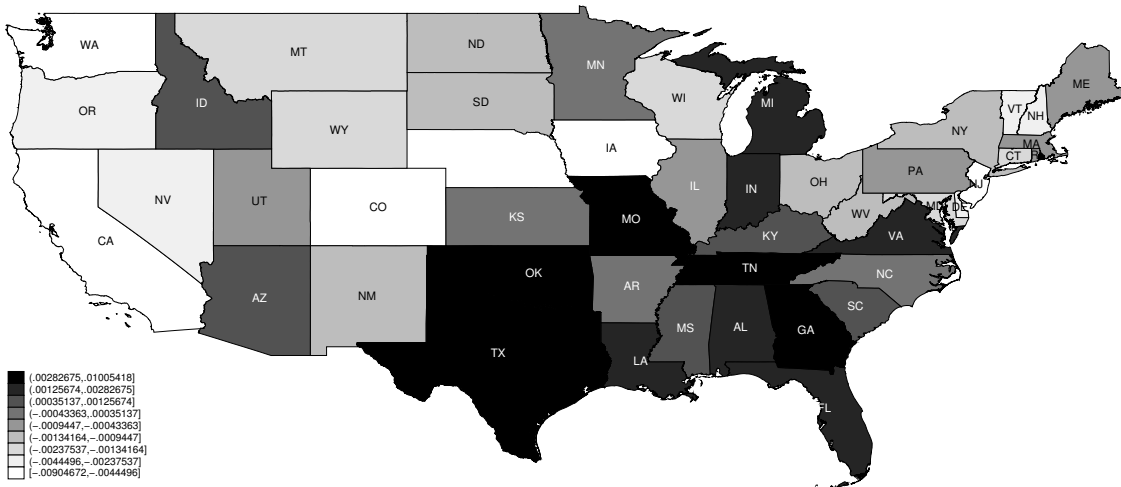 WA
MT
ND
MN
ME
OR
ID
SD
WI
MI
VT
NH
WY
NY
MA
IA
CT
PA
NV
UT
CO
KS
IL
IN
OH
NJ
MD
DE
CA
MO
WV
KY
VA
AZ
NM
OK
TN
NC
AR
SC
TX
MS
AL
GA
LA
FL
(.00282675,.01005418]
(.00125674,.00282675]
(.00035137,.00125674]
(−.00043363,.00035137]
(−.0009447,−.00043363]
(−.00134164,−.0009447]
(−.00237537,−.00134164]
(−.0044496,−.00237537]
[−.00904672,−.0044496]